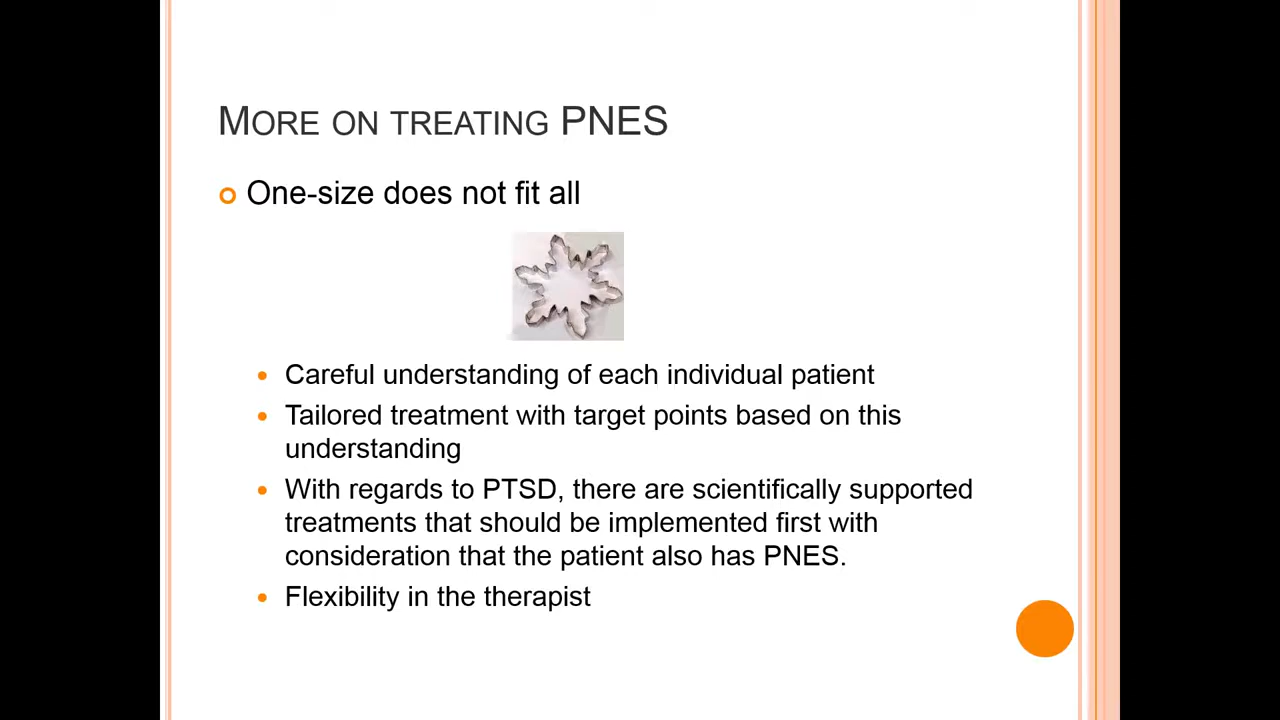 MORE ON TREATING PNES
One-size does not fit all
Careful understanding of each individual patient
Tailored treatment with target points based on this
understanding
With regards to PTSD, there are scientifically supported
treatments that should be implemented first with
consideration that the patient also has PNES.
Flexibility in the therapist